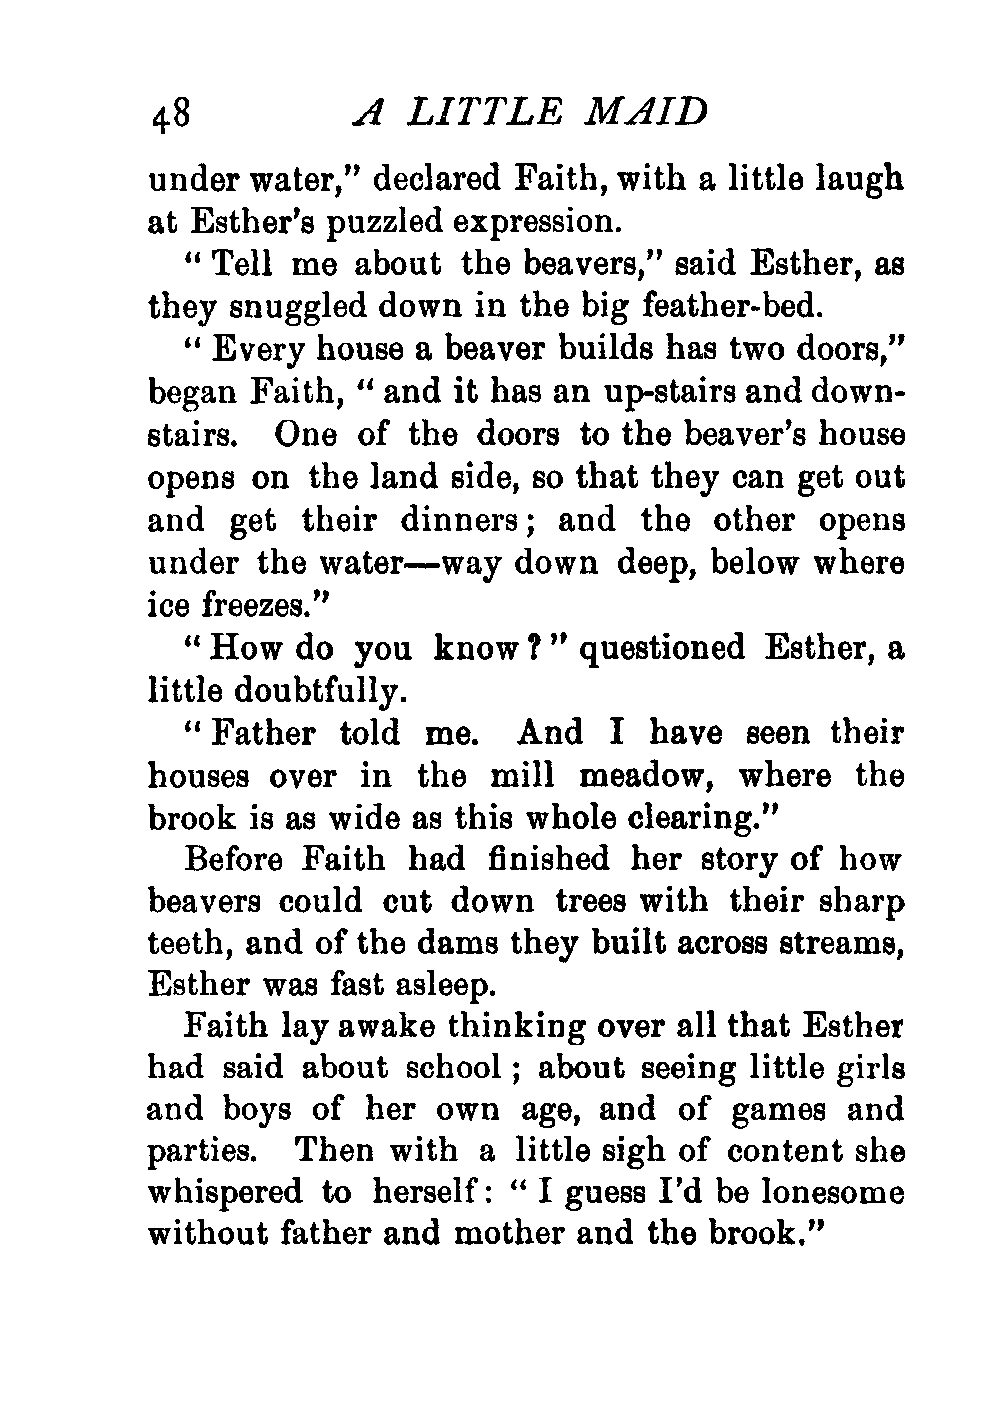 48 A LITTLE MAID
under water,” declared Faith, with a little laugh
at Esther’s puzzled expression.
“ Tell me about the beavers,” said Esther, as
they snuggled down in the big feather-bed.
“ Every house a beaver builds has two doors,”
began Faith, “ and it has an up-stairs and down-
stairs. One of the doors to the beaver’s house
opens on the land side, so that they can get out
and get their dinners; and the other opens
under the water—way down deep, below where
ice freezes.”
“ How do you know ? ” questioned Esther, a
little doubtfully.
“ Father told me. And I have seen their
houses over in the mill meadow, where the
brook is as wide as this whole clearing.”
Before Faith had finished her story of how
beavers could cut down trees with their sharp
teeth, and of the dams they built across streams,
Esther was fast asleep.
Faith lay awake thinking over all that Esther
had said about school ; about seeing little girls
and boys of her own age, and of games and
parties. Then with a little sigh of content she
whispered to herself: “ I guess I’d be lonesome
without father and mother and the brook.”